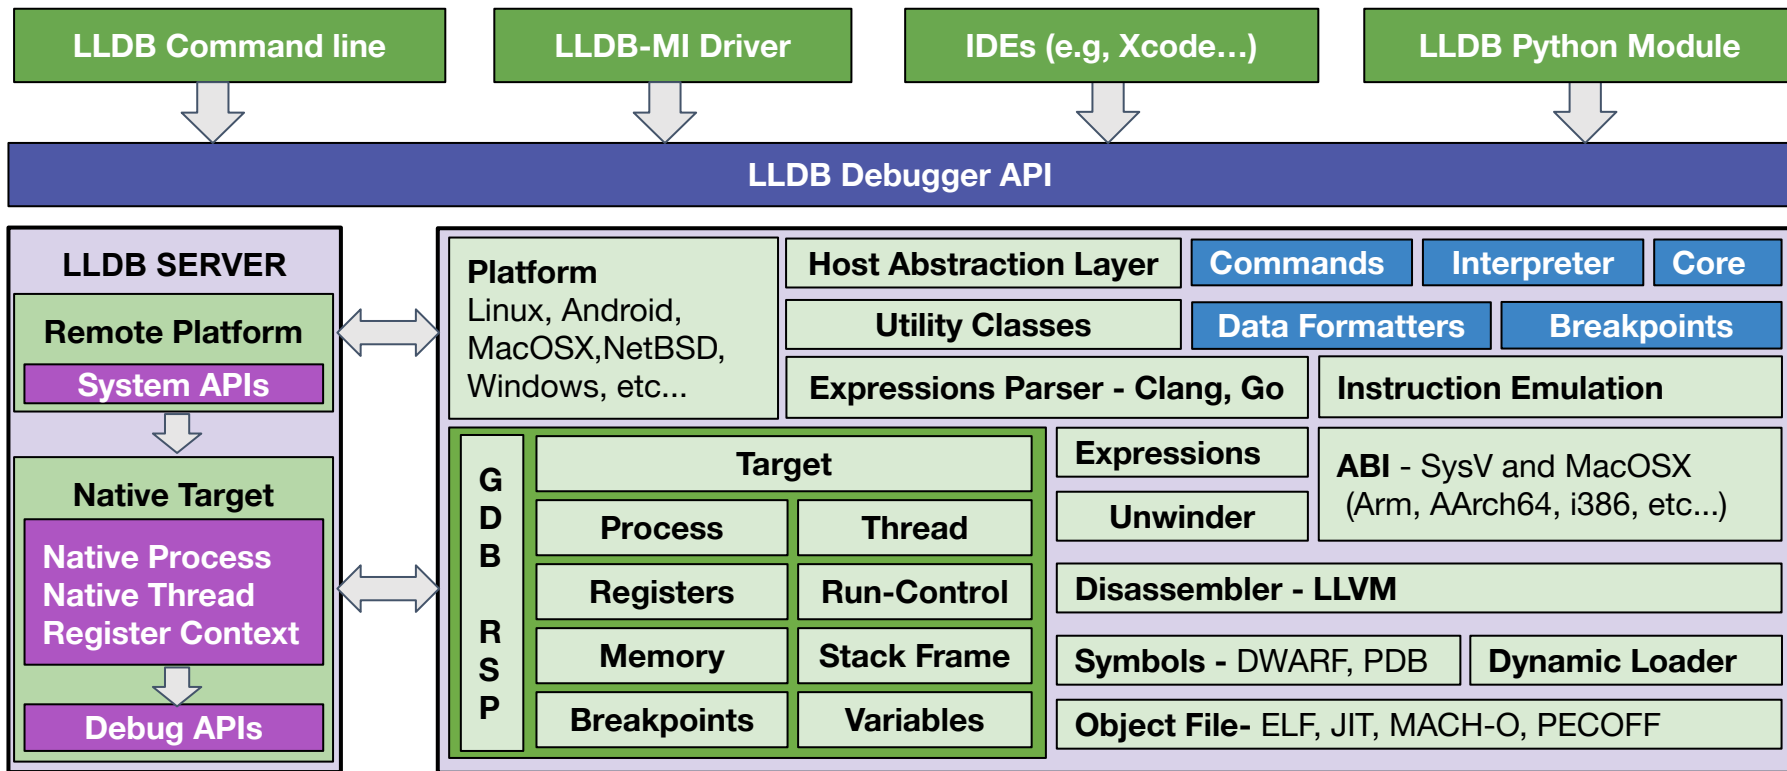 LLDB Command line
LLDB-MI Driver
IDEs (e.g, Xcode…)
LLDB Python Module
LLDB Debugger API
LLDB SERVER
Remote Platform
System APIs
Native Target
Native Process
Native Thread
Register Context
Debug APIs
Platform
Linux, Android,
MacOSX,NetBSD,
Windows, etc...
Host Abstraction Layer
Commands
Interpreter
Core
Utility Classes
Data Formatters
Breakpoints
Expressions Parser - Clang, Go
Instruction Emulation
G
D
B
R
S
P
Target
Process
Thread
Registers
Run-Control
Memory
Stack Frame
Breakpoints
Variables
Expressions
Unwinder
ABI - SysV and MacOSX
(Arm, AArch64, i386, etc...)
Disassembler - LLVM
Symbols - DWARF, PDB
Dynamic Loader
Object File- ELF, JIT, MACH-O, PECOFF